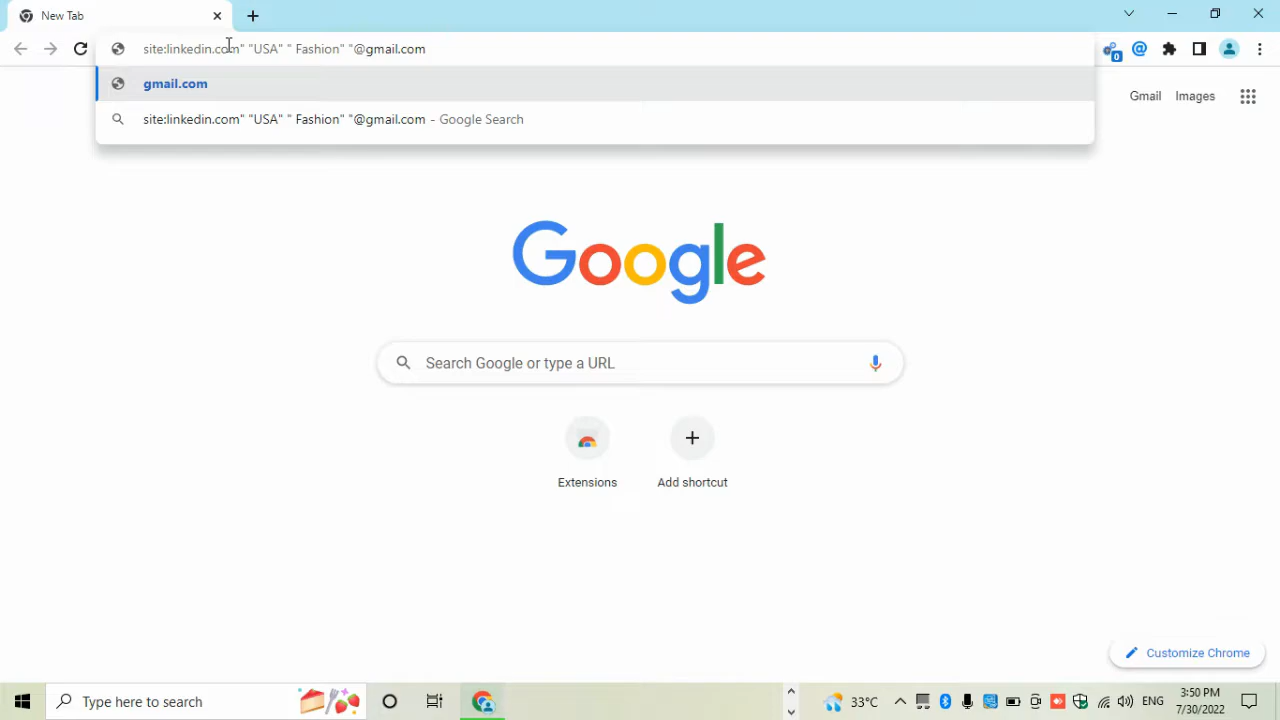 New Tab
site:linkedin.com" "USA" " Fashion" "@gmail.com
0
gmail.com
site:linkedin.com" "USA" " Fashion" "@gmail.com - Google Search
Gmail Images
Google
Search Google or type a URL
Extensions Add shortcut
Customize Chrome
Type here to search
33°C
ENG
3:50 PM
7/30/2022